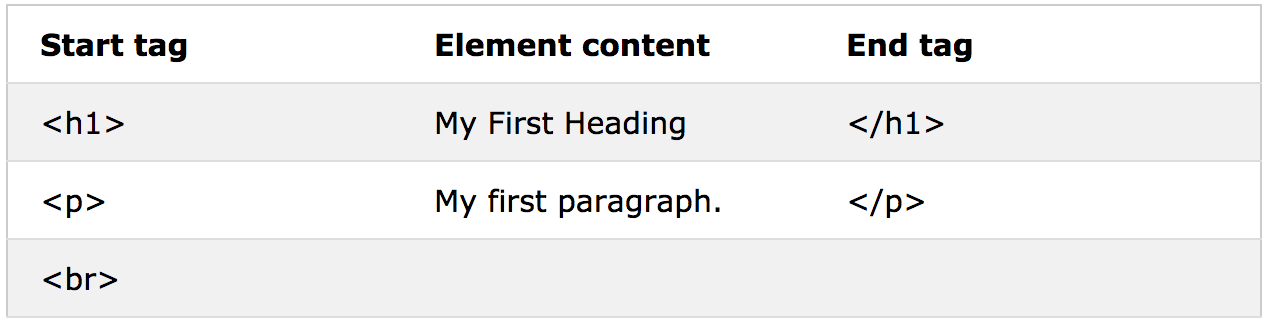 Start tag Element content End tag
<h1> My First Heading </h1>
<p> My first paragraph. </p>
<br>